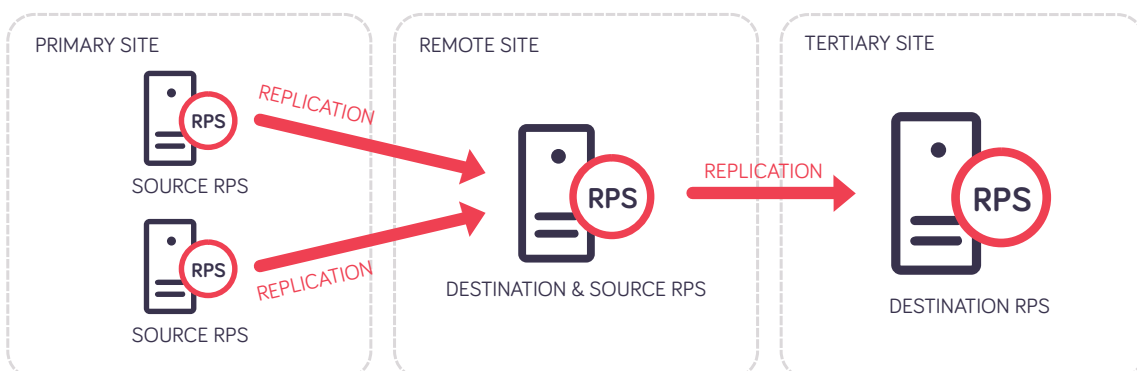 PRIMARY SITE
REPLICATION
RPS
SOURCE RPS
RPS
REPLICATION
SOURCE RPS
REMOTE SITE
RPS
DESTINATION & SOURCE RPS
REPLICATION
TERTIARY SITE
RPS
DESTINATION RPS